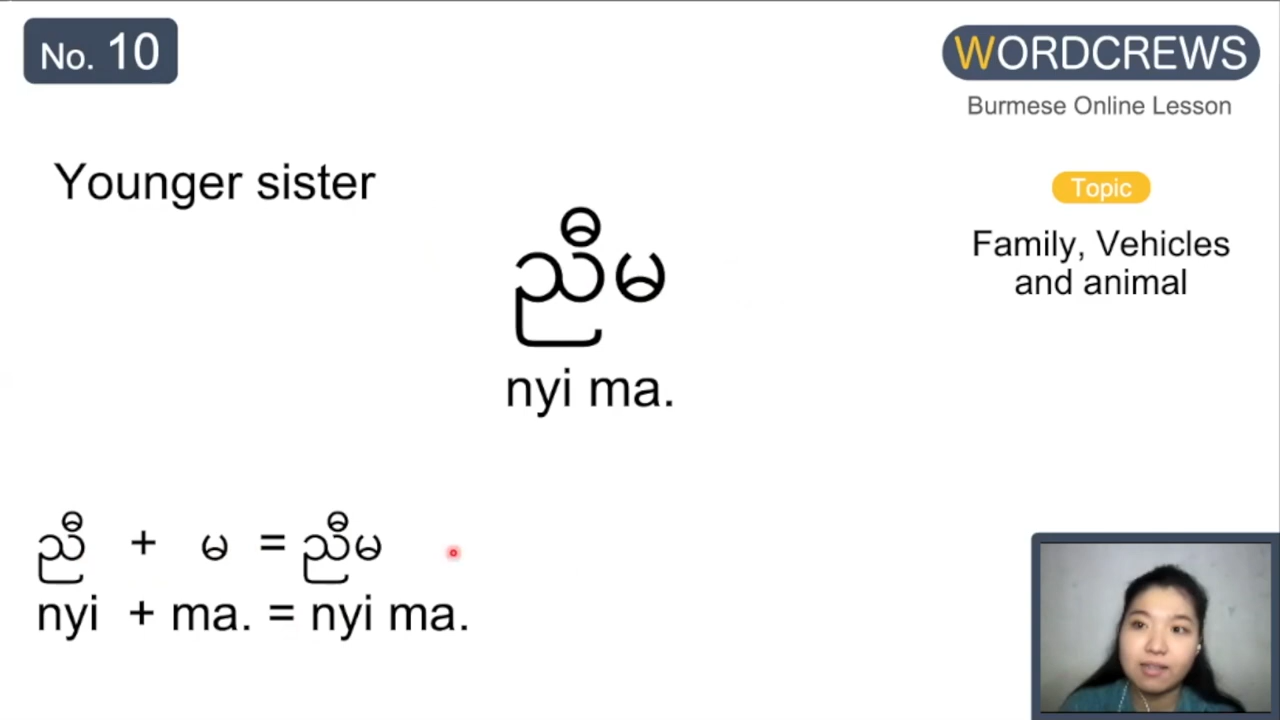 No. 10
WORDCREWS
Burmese Online Lesson
Younger sister
Topic
Family, Vehicles
and animal
ညီမ
nyi ma.
ညီ + မ = ညီမ
nyi + ma. = nyi ma.